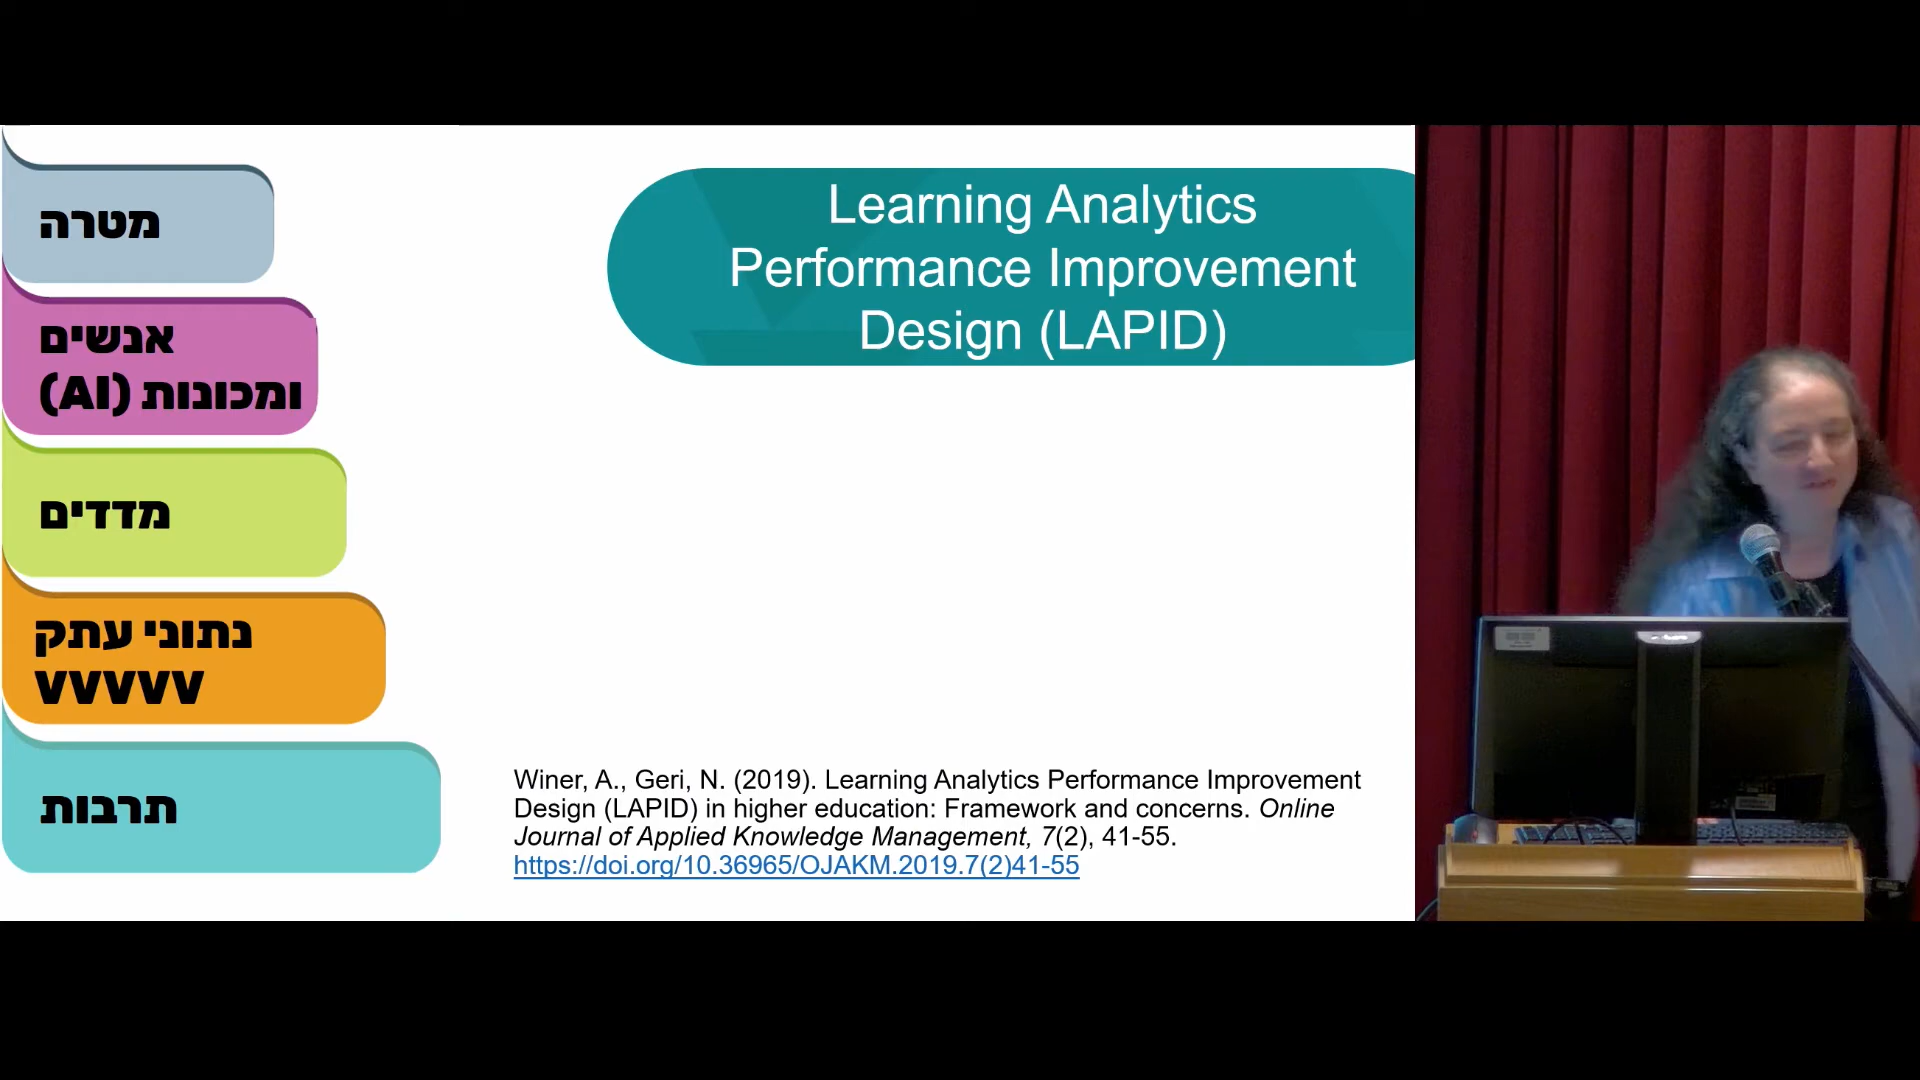 Learning Analytics
Performance Improvement
Design (LAPID)
מטרה
אנשים
ומכונות (AI)
מדדים
נתוני עתק
VVVVV
תרבות
Winer, A., Geri, N. (2019). Learning Analytics Performance Improvement
Design (LAPID) in higher education: Framework and concerns. Online
Journal of Applied Knowledge Management, 7(2), 41-55.
https://doi.org/10.36965/OJAKM.2019.7(2)41-55